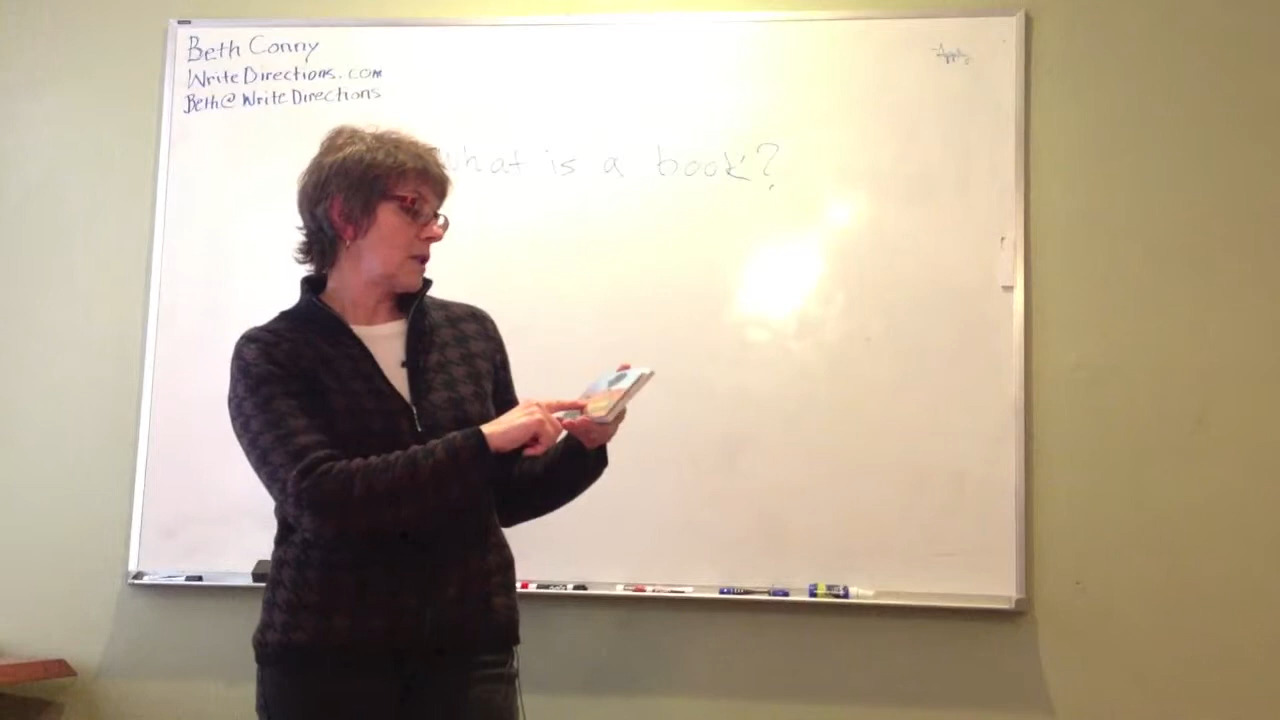 Beth Conny
WriteDirections.com
Beth@WriteDirections
What is a book?